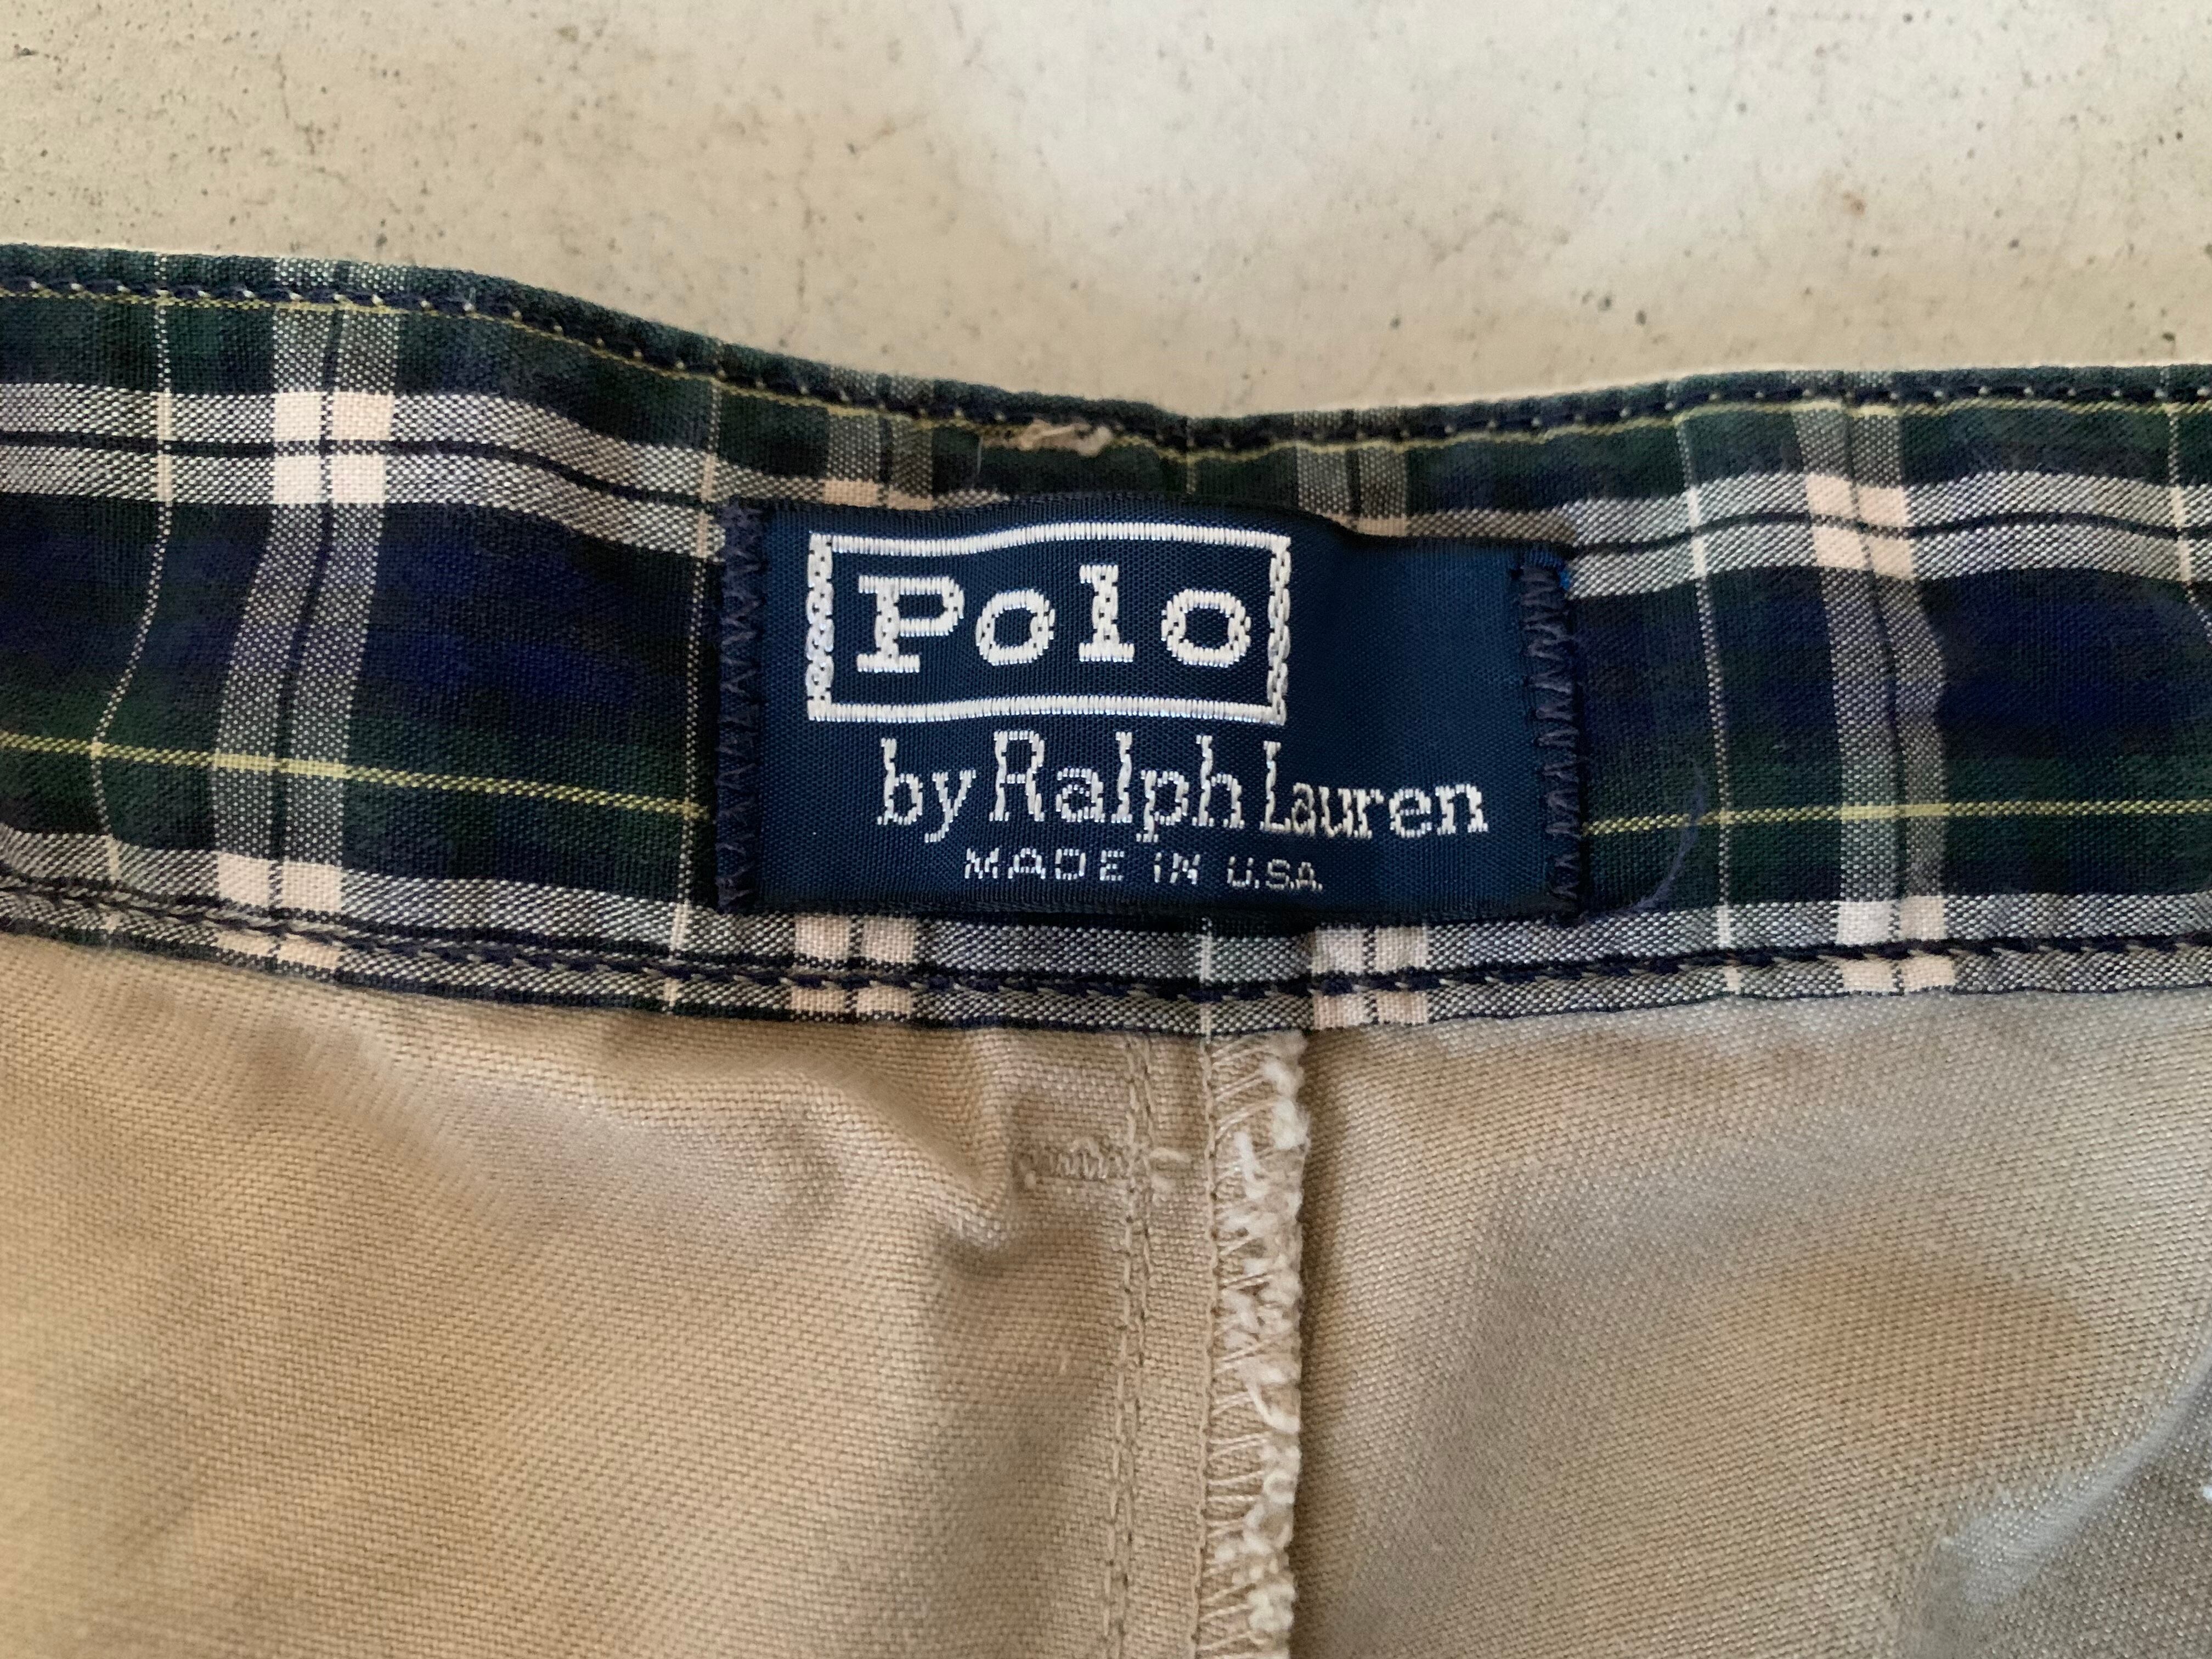 Polo
by Ralph Lauren
MADE IN U.S.A.